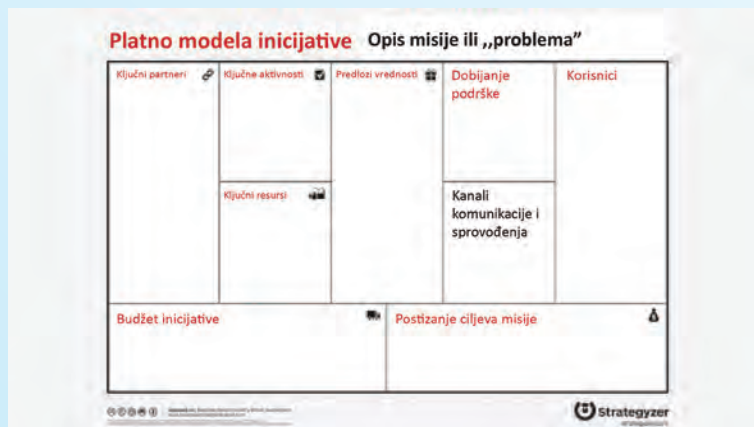 Platno modela inicijative Opis misije ili ,,problema”
Ključni partneri
Ključne aktivnosti
Predlozi vrednosti
Dobijanje
podrške
Korisnici
Ključni resursi
Kanali
komunikacije i
sprovođenja
Budžet inicijative
Postizanje ciljeva misije
Strategyzer